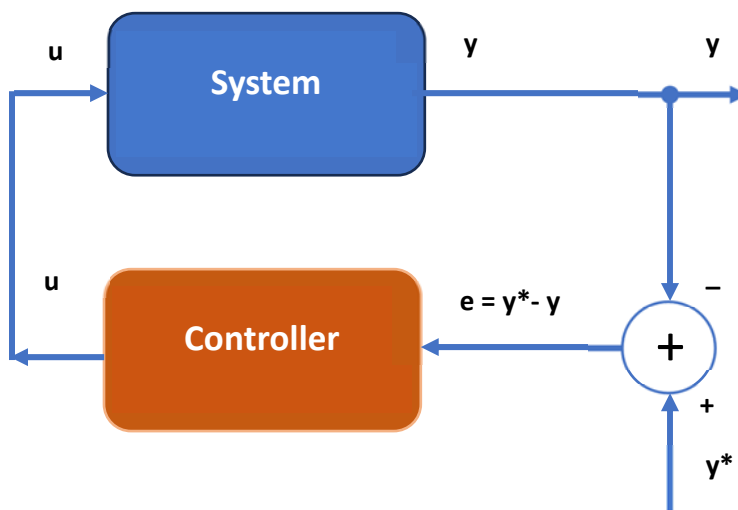 u
System
y
y
u
Controller
e = y*- y
–
+
+
y*